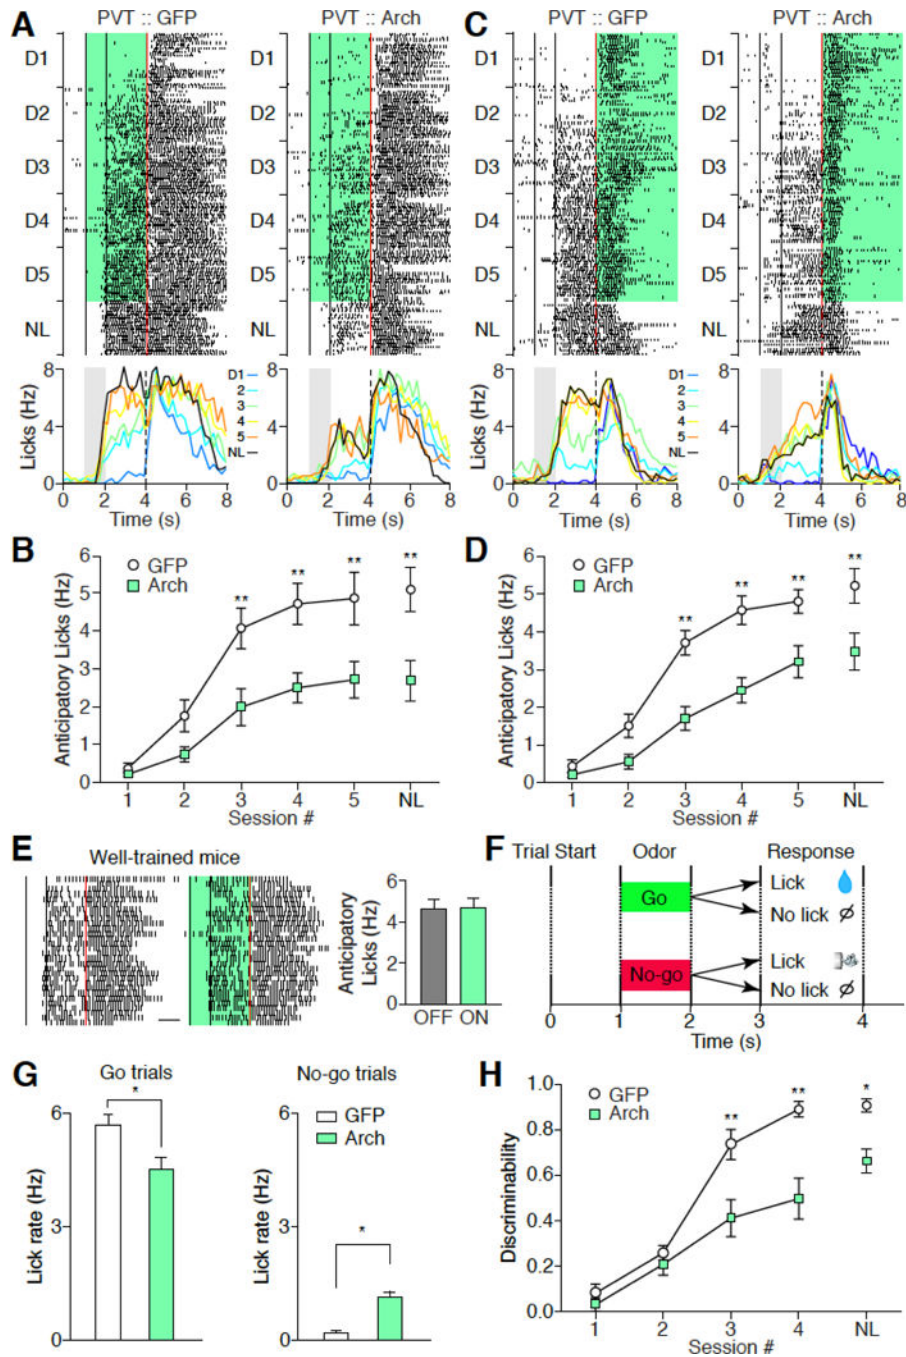 A
PVT :: GFP
PVT :: Arch
D1
D2
D3
D4
D5
NL
D1
D2
D3
D4
D5
NL
Licks (Hz)
8
4
0
D1
2
3
4
5
NL
0 2 4 6 8
0 2 4 6 8
Time (s)
Time (s)
C
PVT :: GFP
PVT :: Arch
D1
D2
D3
D4
D5
NL
D1
D2
D3
D4
D5
NL
Licks (Hz)
8
4
0
D1
2
3
4
5
NL
8
4
0
0 2 4 6 8
0 2 4 6 8
Time (s)
Time (s)
B
GFP
Arch
** ** ** **
Anticipatory Licks (Hz)
6
5
4
3
2
1
0
1 2 3 4 5 NL
Session #
D
GFP
Arch
** ** ** **
Anticipatory Licks (Hz)
6
5
4
3
2
1
0
1 2 3 4 5 NL
Session #
E
Well-trained mice
Anticipatory
Licks (Hz)
6
4
2
0
OFF ON
F
Trial Start Odor Response
Go
Lick
No lick
No-go
Lick
No lick
0 1 2 3 4
Time (s)
G
Go trials
*
Lick rate (Hz)
6
3
0
No-go trials
GFP
Arch
*
Lick rate (Hz)
6
3
0
H
GFP
Arch
** ** *
Discriminability
1.0
0.8
0.6
0.4
0.2
0.0
1 2 3 4 NL
Session #